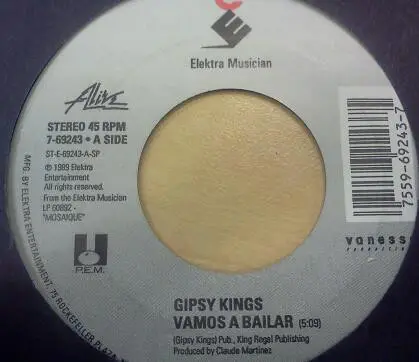 Elektra Musician
Alive
STEREO 45 RPM
7-69243 • A SIDE
ST-E-69243-A-SP
℗ 1989 Elektra
Entertainment
All rights reserved.
From the Elektra Musician
LP 60892 -
"MOSAIQUE"
P.E.M.
7559-69243-7
vaness
GIPSY KINGS
VAMOS A BAILAR (5:09)
(Gipsy Kings) Pub., King Regal Publishing
Produced by Claude Martinez
MFG. BY ELEKTRA ENTERTAINMENT, 75 ROCKEFELLER PLAZA